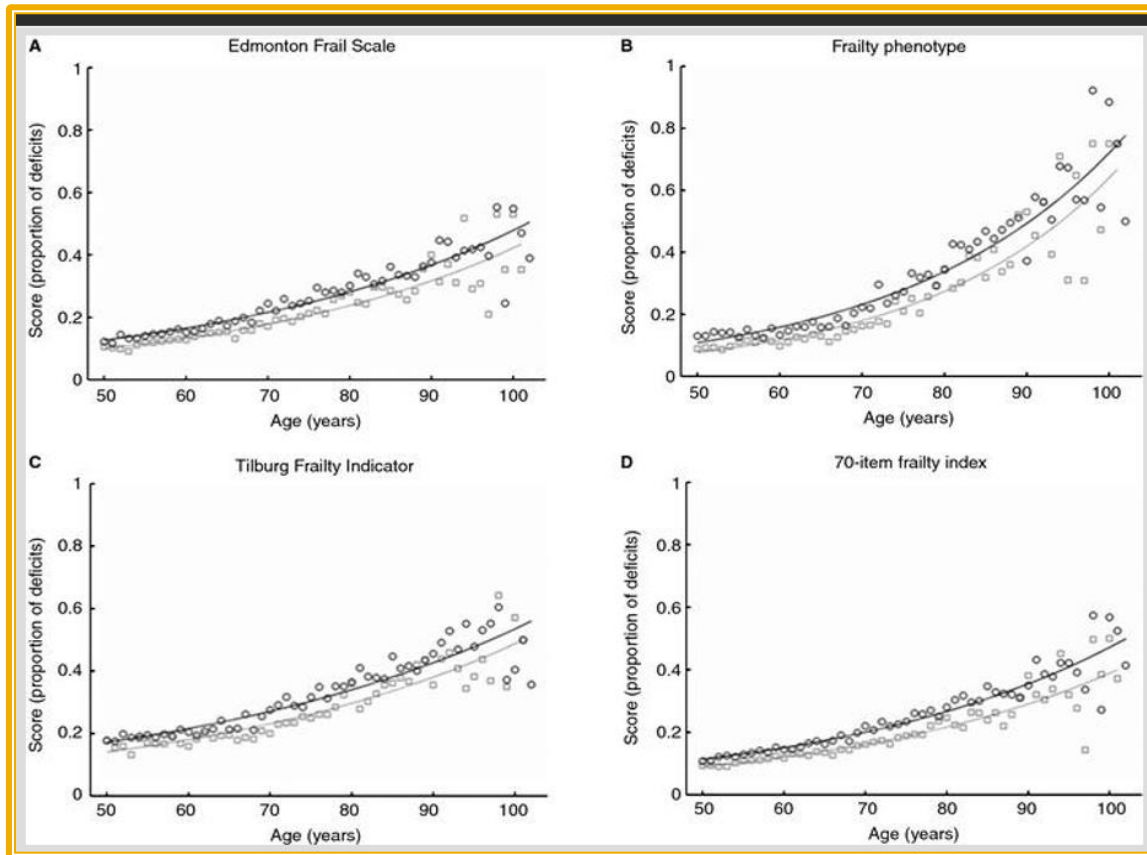 A Edmonton Frail Scale
1
0.8
0.6
0.4
0.2
0
Score (proportion of deficits)
50 60 70 80 90 100
Age (years)
B Frailty phenotype
1
0.8
0.6
0.4
0.2
0
Score (proportion of deficits)
50 60 70 80 90 100
Age (years)
C Tilburg Frailty Indicator
1
0.8
0.6
0.4
0.2
0
Score (proportion of deficits)
50 60 70 80 90 100
Age (years)
D 70-item frailty index
1
0.8
0.6
0.4
0.2
0
Score (proportion of deficits)
50 60 70 80 90 100
Age (years)